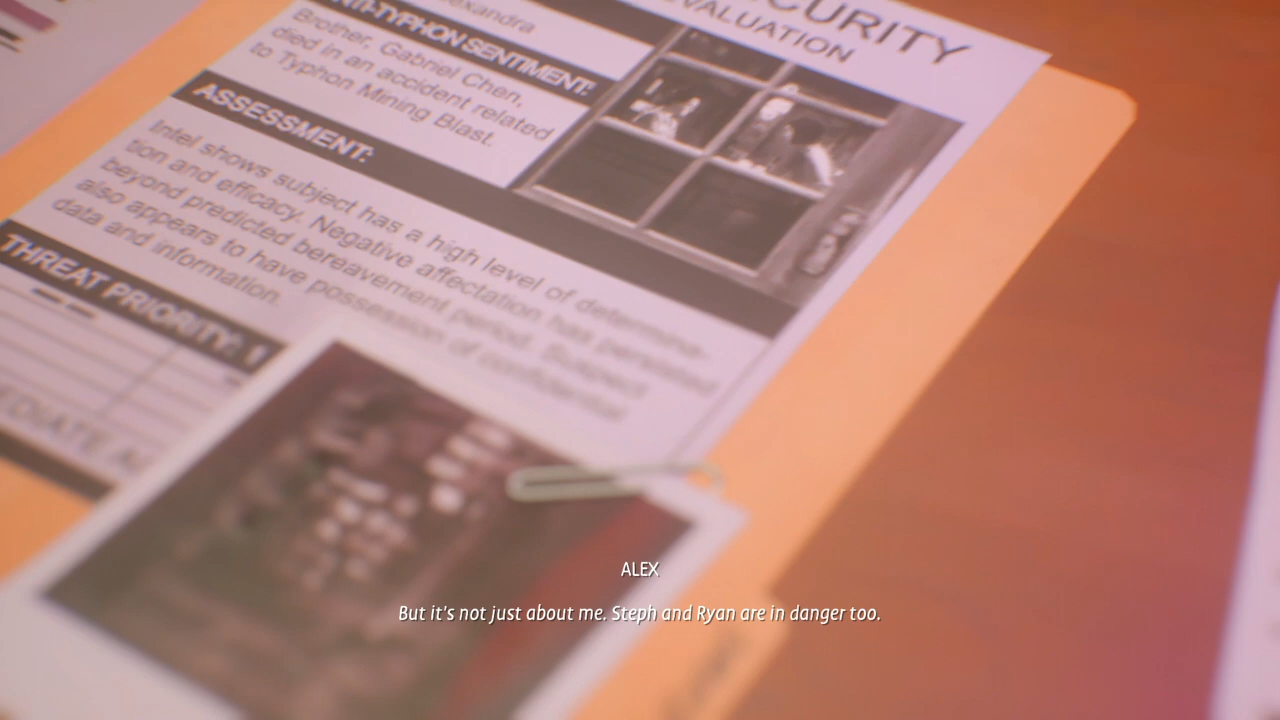 SECURITY
EVALUATION
Alexandra
ANTI-TYPHON SENTIMENT:
Brother, Gabriel Chen,
died in an accident related
to Typhon Mining Blast.
ASSESSMENT:
Intel shows subject has a high level of determina-
tion and efficacy. Negative affectation has persisted
beyond predicted bereavement period. Suspect
also appears to have possession of confidential
data and information.
THREAT PRIORITY: 1
ALEX
But it's not just about me. Steph and Ryan are in danger too.